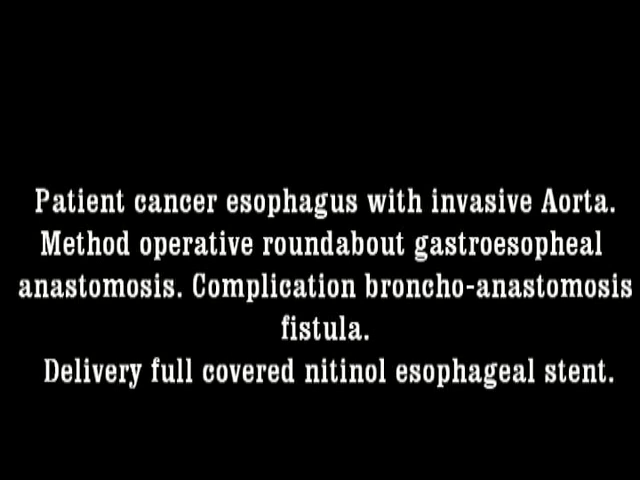 Patient cancer esophagus with invasive Aorta.
Method operative roundabout gastroesopheal
anastomosis. Complication broncho-anastomosis
fistula.
Delivery full covered nitinol esophageal stent.